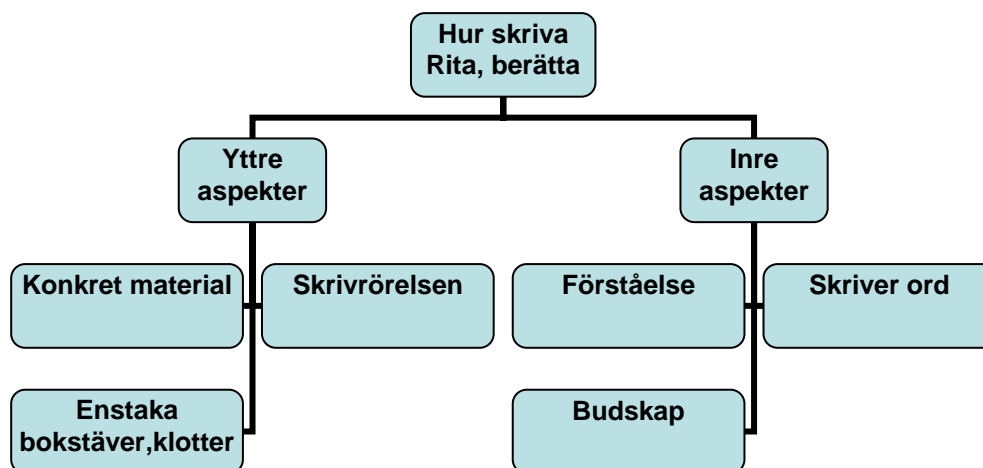 Hur skriva
Rita, berätta
Yttre
aspekter
Inre
aspekter
Konkret material
Skrivrörelsen
Förståelse
Skriver ord
Enstaka
bokstäver,klotter
Budskap